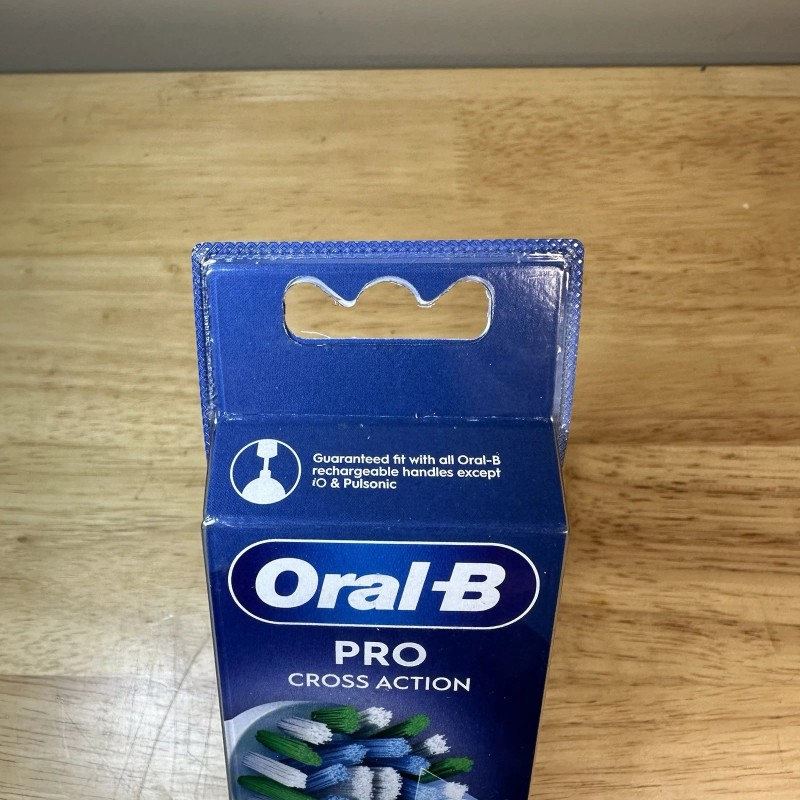 Guaranteed fit with all Oral-B
rechargeable handles except
iO & Pulsonic
Oral-B
PRO
CROSS ACTION